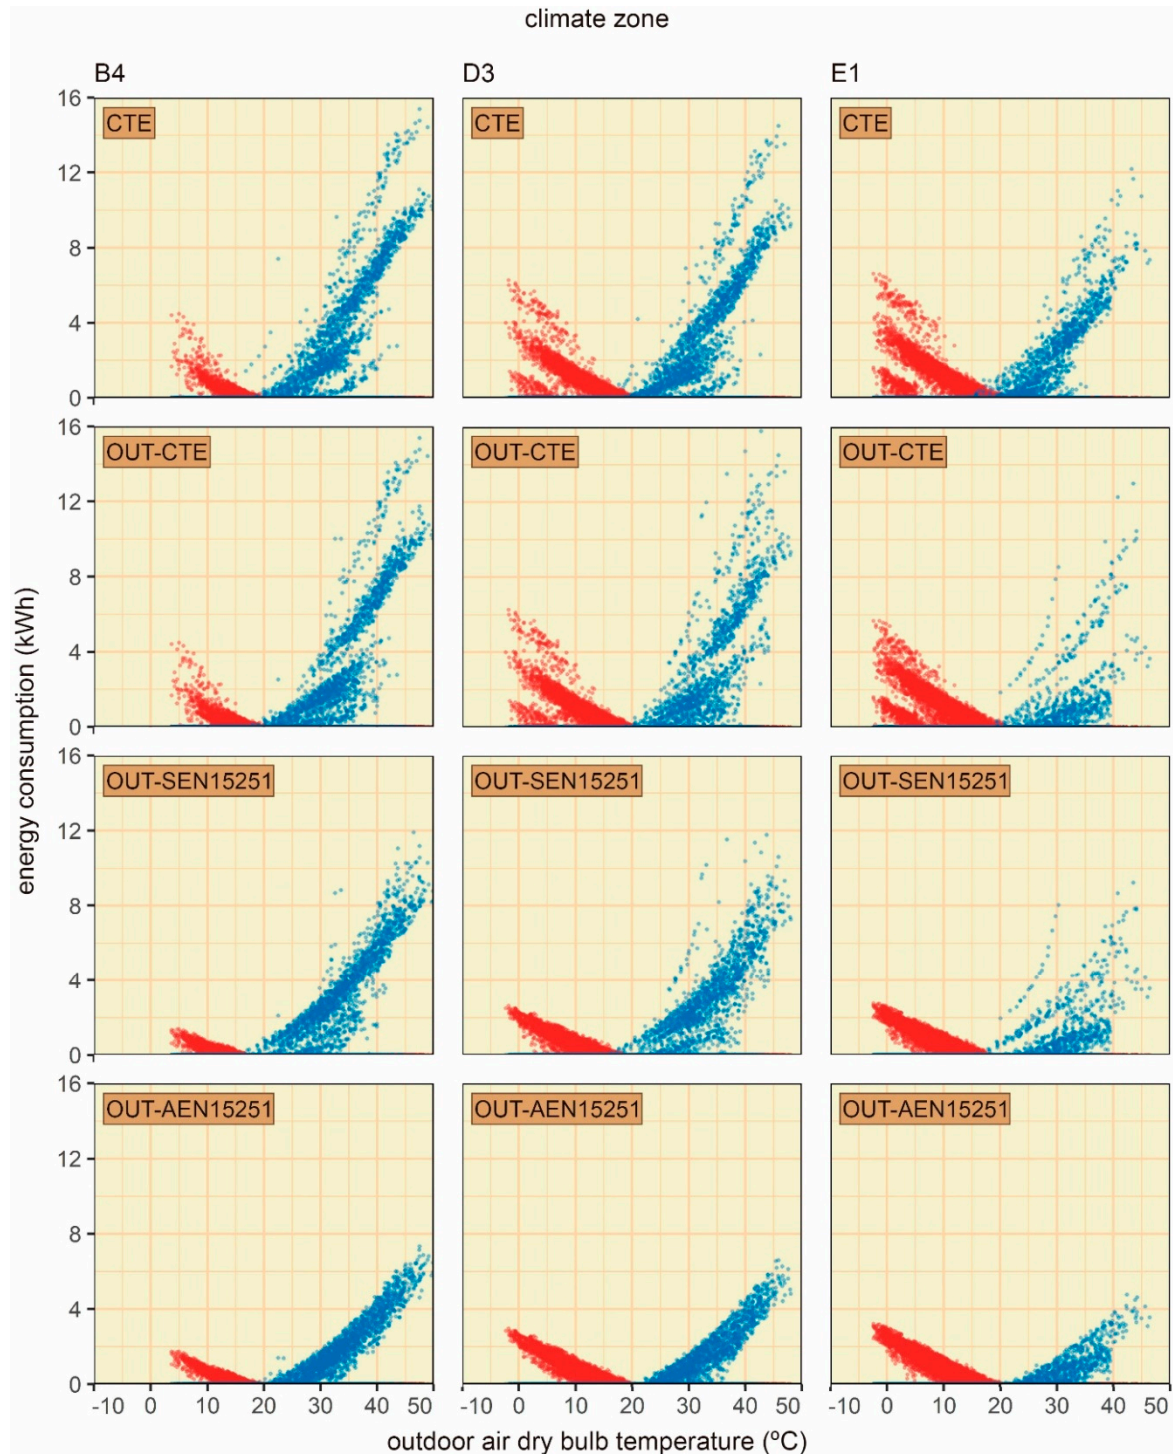 climate zone
B4 D3 E1
16
CTE CTE CTE
12
8
4
0
16
OUT-CTE OUT-CTE OUT-CTE
12
8
4
0
energy consumption (kWh)
16
OUT-SEN15251 OUT-SEN15251 OUT-SEN15251
12
8
4
0
16
OUT-AEN15251 OUT-AEN15251 OUT-AEN15251
12
8
4
0
-10 0 10 20 30 40 50 -10 0 10 20 30 40 50 -10 0 10 20 30 40 50
outdoor air dry bulb temperature (ºC)